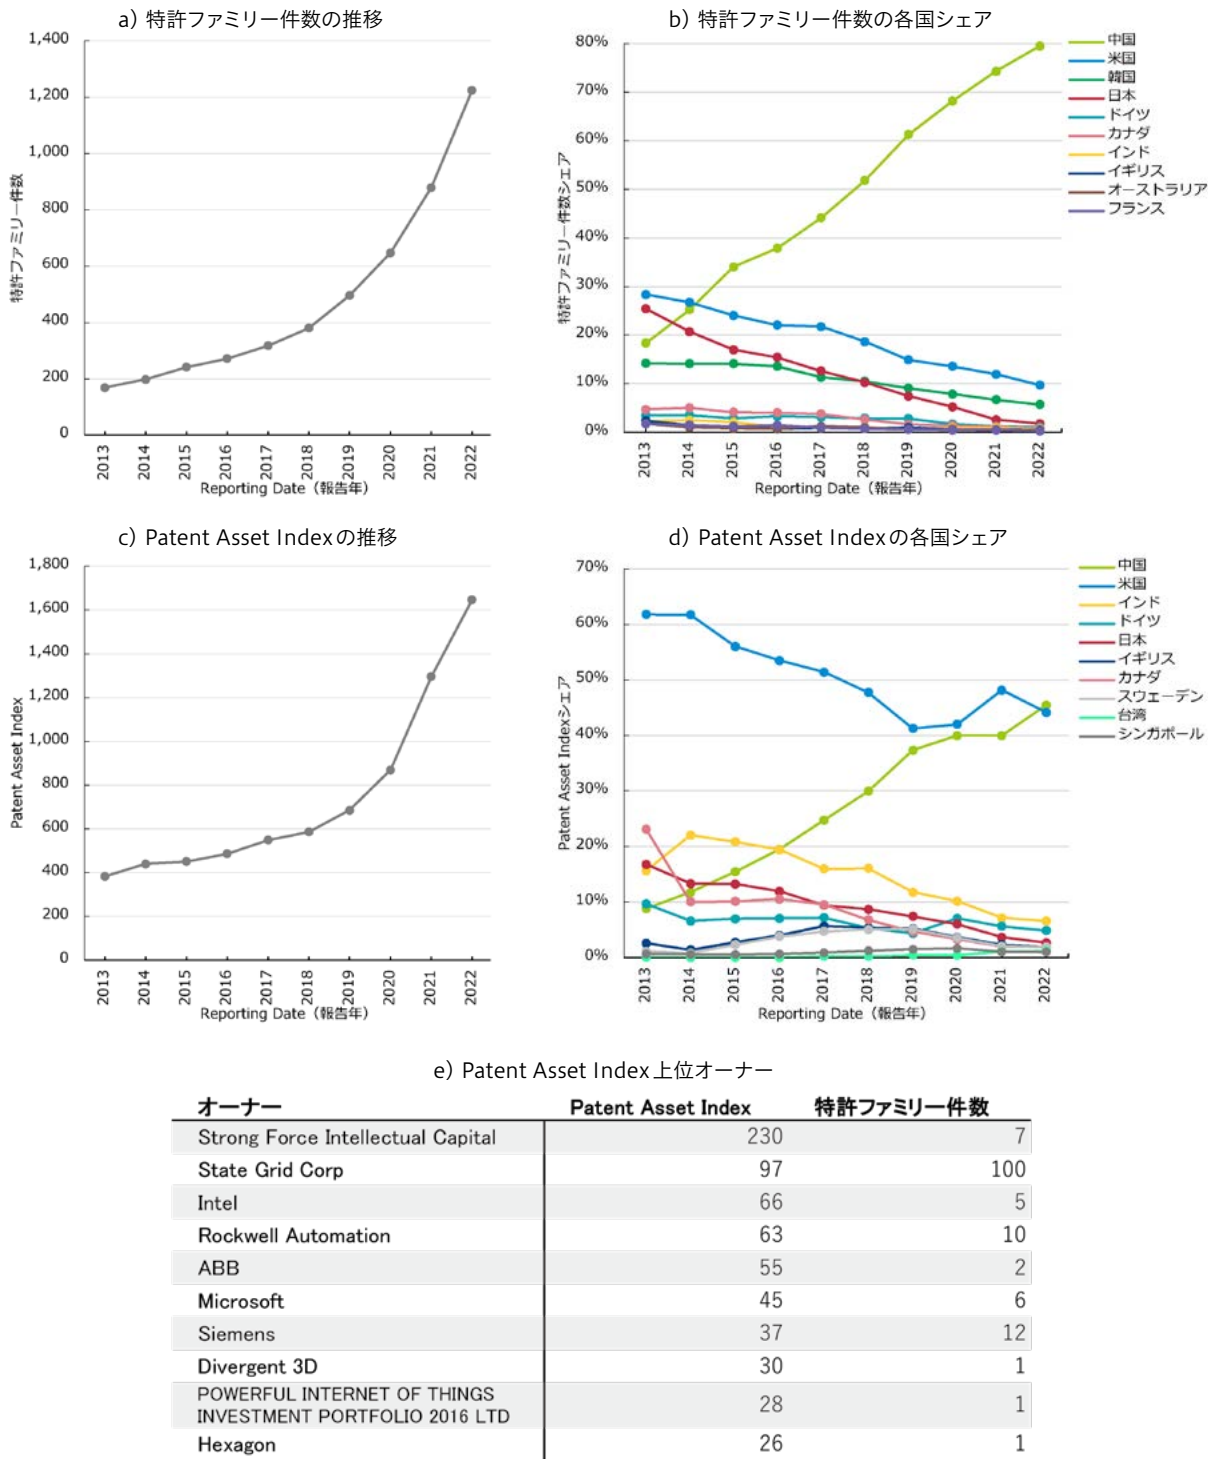 a) 特許ファミリー件数の推移
1,400
1,200
1,000
800
600
400
200
0
特許ファミリー件数
2013
2014
2015
2016
2017
2018
2019
2020
2021
2022
Reporting Date（報告年）
b) 特許ファミリー件数の各国シェア
80%
70%
60%
50%
40%
30%
20%
10%
0%
特許ファミリー件数シェア
2013
2014
2015
2016
2017
2018
2019
2020
2021
2022
Reporting Date（報告年）
中国
米国
韓国
日本
ドイツ
カナダ
インド
イギリス
オーストラリア
フランス
c) Patent Asset Indexの推移
1,800
1,600
1,400
1,200
1,000
800
600
400
200
0
Patent Asset Index
2013
2014
2015
2016
2017
2018
2019
2020
2021
2022
Reporting Date（報告年）
d) Patent Asset Indexの各国シェア
70%
60%
50%
40%
30%
20%
10%
0%
Patent Asset Indexシェア
2013
2014
2015
2016
2017
2018
2019
2020
2021
2022
Reporting Date（報告年）
中国
米国
インド
ドイツ
日本
イギリス
カナダ
スウェーデン
台湾
シンガポール
e) Patent Asset Index上位オーナー
オーナー Patent Asset Index 特許ファミリー件数
Strong Force Intellectual Capital 230 7
State Grid Corp 97 100
Intel 66 5
Rockwell Automation 63 10
ABB 55 2
Microsoft 45 6
Siemens 37 12
Divergent 3D 30 1
POWERFUL INTERNET OF THINGS
INVESTMENT PORTFOLIO 2016 LTD 28 1
Hexagon 26 1